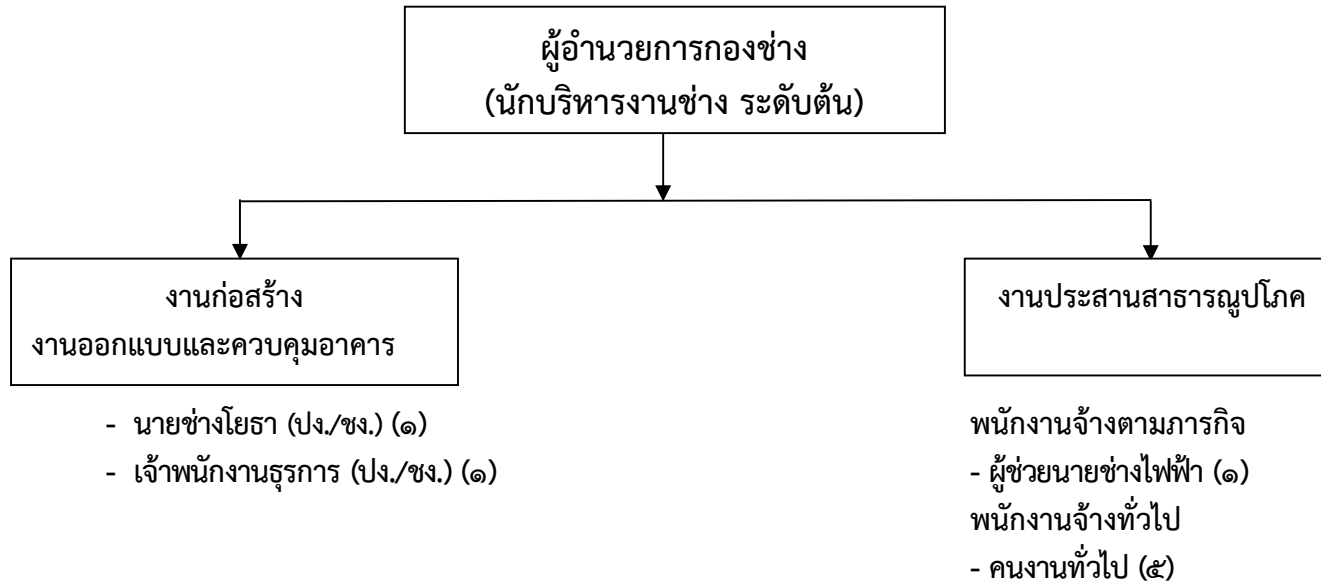 ผู้อำนวยการกองช่าง
(นักบริหารงานช่าง ระดับต้น)
งานก่อสร้าง
งานออกแบบและควบคุมอาคาร
- นายช่างโยธา (ปง./ชง.) (๑)
- เจ้าพนักงานธุรการ (ปง./ชง.) (๑)
งานประสานสาธารณูปโภค
พนักงานจ้างตามภารกิจ
- ผู้ช่วยนายช่างไฟฟ้า (๑)
พนักงานจ้างทั่วไป
- คนงานทั่วไป (๕)